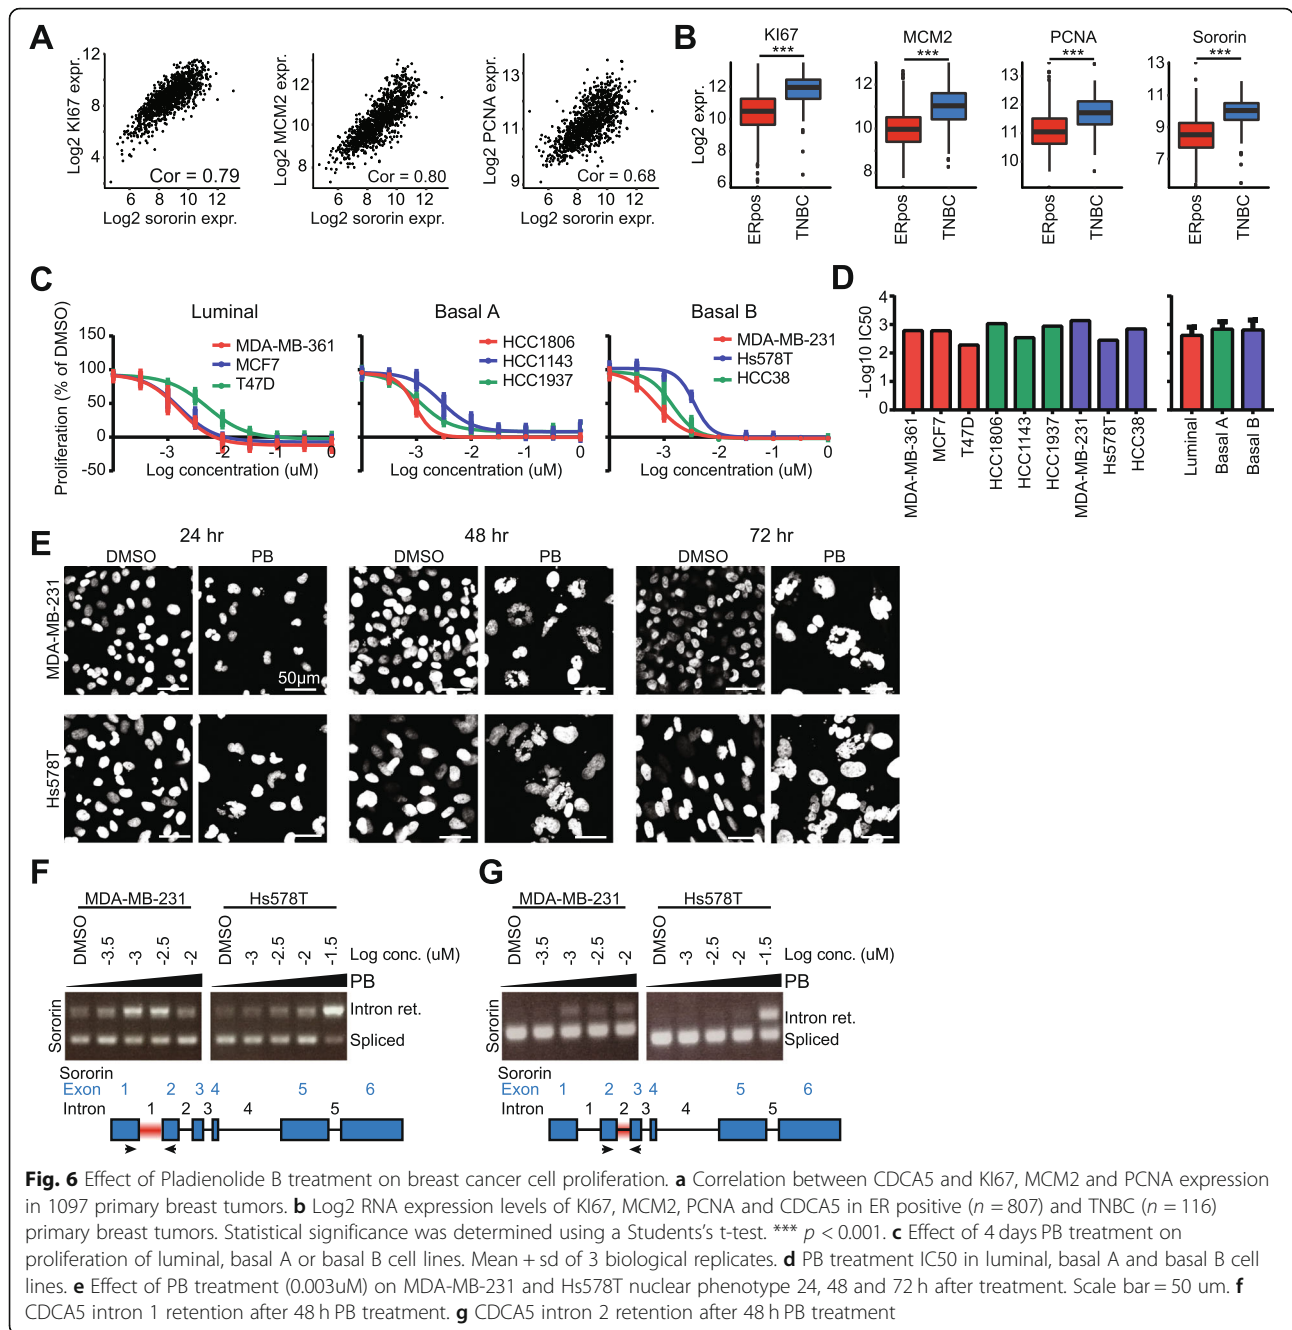 A
Log2 KI67 expr.
12
8
4
Cor = 0.79
6 8 10 12
Log2 sororin expr.
Log2 MCM2 expr.
12
10
8
Cor = 0.80
6 8 10 12
Log2 sororin expr.
Log2 PCNA expr.
13
11
9
Cor = 0.68
6 8 10 12
Log2 sororin expr.
B
Log2 expr.
KI67
***
12
10
8
6
ERpos
TNBC
MCM2
***
12
10
8
ERpos
TNBC
PCNA
***
13
12
11
10
ERpos
TNBC
Sororin
***
13
11
9
7
ERpos
TNBC
C
Proliferation (% of DMSO)
150
100
50
0
-50
Luminal
MDA-MB-361
MCF7
T47D
-3 -2 -1 0
Log concentration (uM)
Basal A
HCC1806
HCC1143
HCC1937
-3 -2 -1 0
Log concentration (uM)
Basal B
MDA-MB-231
Hs578T
HCC38
-3 -2 -1 0
Log concentration (uM)
D
-Log10 IC50
4
3
2
1
0
MDA-MB-361
MCF7
T47D
HCC1806
HCC1143
HCC1937
MDA-MB-231
Hs578T
HCC38
Luminal
Basal A
Basal B
E
24 hr 48 hr 72 hr
DMSO PB DMSO PB DMSO PB
MDA-MB-231
50µm
Hs578T
F
MDA-MB-231 Hs578T
DMSO -3.5 -3 -2.5 -2 DMSO -3 -2.5 -2 -1.5 Log conc. (uM)
PB
Sororin
Intron ret.
Spliced
Sororin
Exon 1 2 3 4 5 6
Intron 1 2 3 4 5
G
MDA-MB-231 Hs578T
DMSO -3.5 -3 -2.5 -2 DMSO -3 -2.5 -2 -1.5 Log conc. (uM)
PB
Sororin
Intron ret.
Spliced
Sororin
Exon 1 2 3 4 5 6
Intron 1 2 3 4 5
Fig. 6 Effect of Pladienolide B treatment on breast cancer cell proliferation. a Correlation between CDCA5 and KI67, MCM2 and PCNA expression
in 1097 primary breast tumors. b Log2 RNA expression levels of KI67, MCM2, PCNA and CDCA5 in ER positive (n = 807) and TNBC (n = 116)
primary breast tumors. Statistical significance was determined using a Students's t-test. *** p < 0.001. c Effect of 4 days PB treatment on
proliferation of luminal, basal A or basal B cell lines. Mean + sd of 3 biological replicates. d PB treatment IC50 in luminal, basal A and basal B cell
lines. e Effect of PB treatment (0.003uM) on MDA-MB-231 and Hs578T nuclear phenotype 24, 48 and 72 h after treatment. Scale bar = 50 um. f
CDCA5 intron 1 retention after 48 h PB treatment. g CDCA5 intron 2 retention after 48 h PB treatment